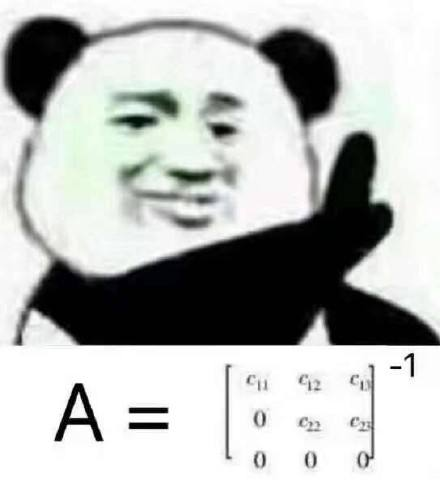 -1
c₁₁ c₁₂ c₁₃
A = 0 c₂₂ c₂₃
0 0 0